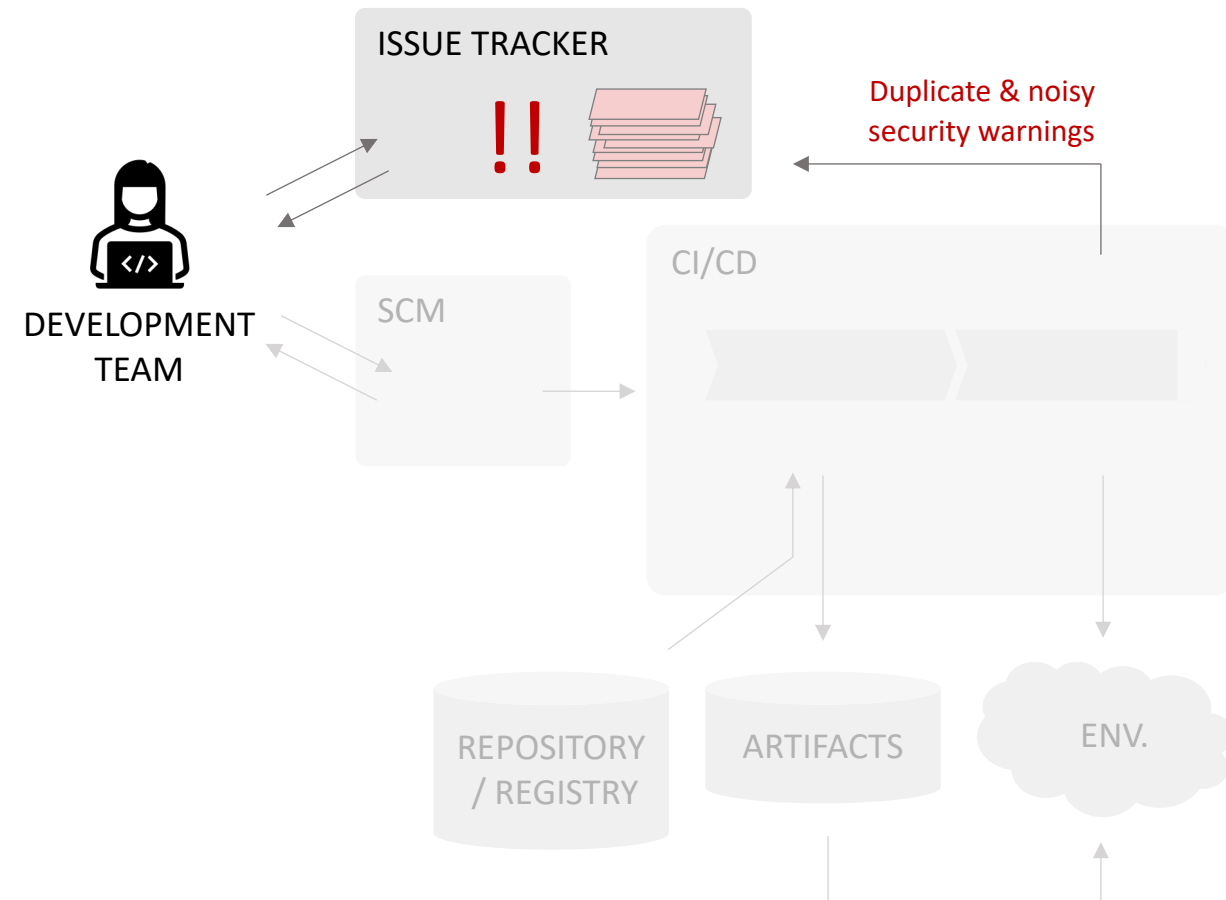 ISSUE TRACKER
!!
Duplicate & noisy
security warnings
</>
DEVELOPMENT
TEAM
SCM
CI/CD
REPOSITORY
/ REGISTRY
ARTIFACTS
ENV.